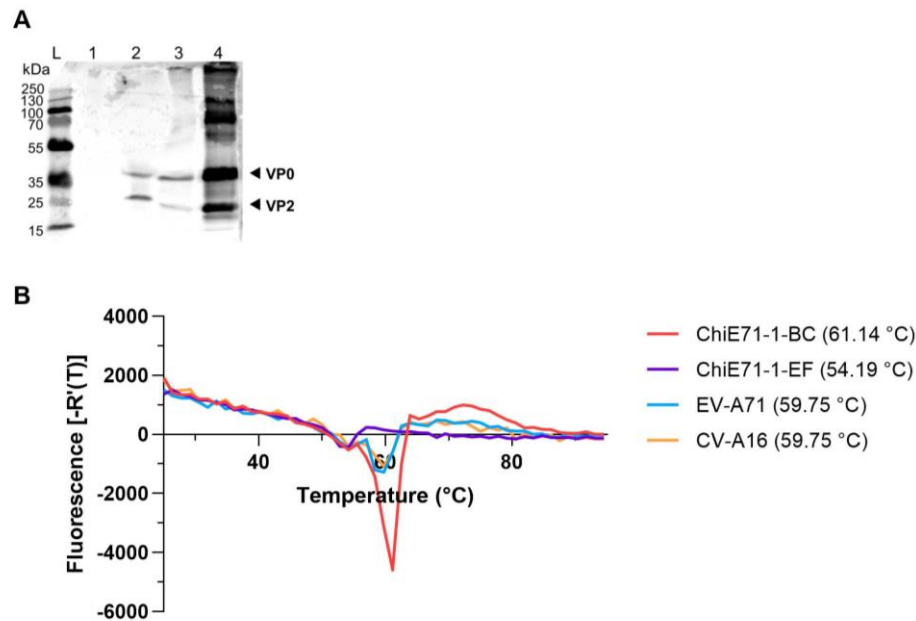 A
L 1 2 3 4
kDa
250
130
100
70
55
35
25
15
◄ VP0
◄ VP2
B
4000
2000
0
-2000
-4000
-6000
Fluorescence [-R'(T)]
40 60 80
Temperature (°C)
ChiE71-1-BC (61.14 °C)
ChiE71-1-EF (54.19 °C)
EV-A71 (59.75 °C)
CV-A16 (59.75 °C)